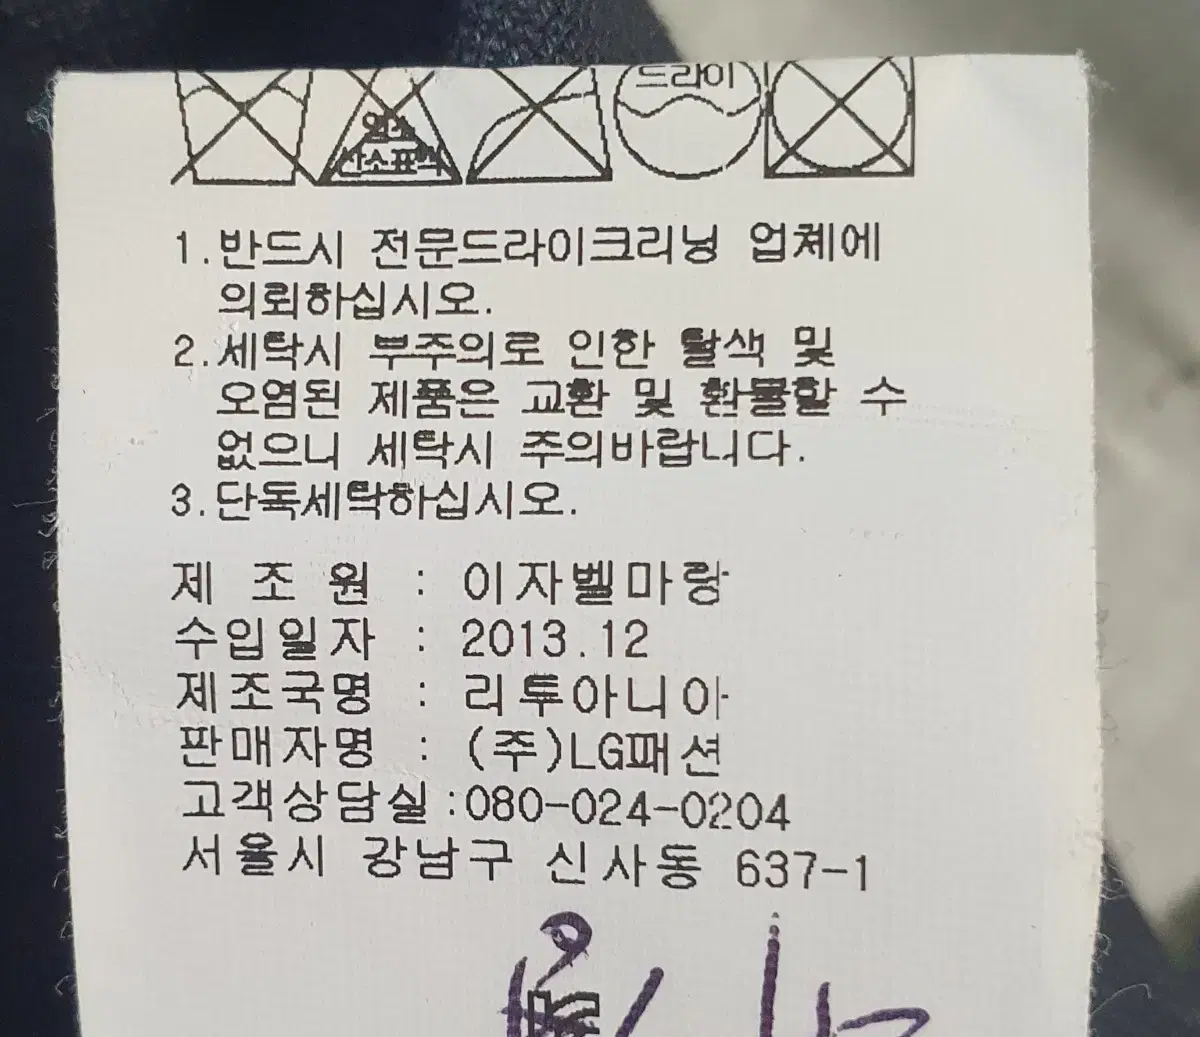 드라이
염소
산소표백
1.반드시 전문드라이크리닝 업체에
의뢰하십시오.
2.세탁시 부주의로 인한 탈색 및
오염된 제품은 교환 및 환불할 수
없으니 세탁시 주의바랍니다.
3.단독세탁하십시오.
제 조 원 : 이자벨마랑
수입일자 : 2013.12
제조국명 : 리투아니아
판매자명 : (주)LG패션
고객상담실:080-024-0204
서울시 강남구 신사동 637-1